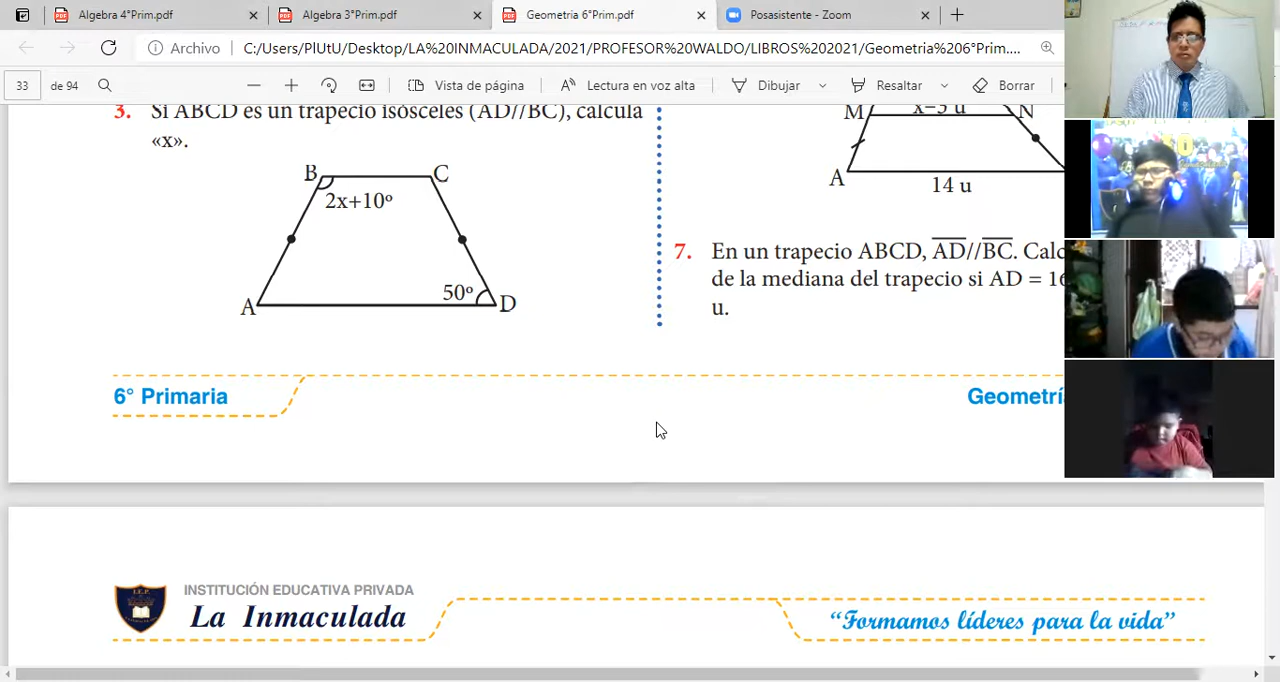 Algebra 4°Prim.pdf
Algebra 3°Prim.pdf
Geometria 6°Prim.pdf
Posasistente - Zoom
Archivo
C:/Users/PlUtU/Desktop/LA%20INMACULADA/2021/PROFESOR%20WALDO/LIBROS%202021/Geometria%206°Prim....
33
de 94
Vista de página
Lectura en voz alta
Dibujar
Resaltar
Borrar
3. Si ABCD es un trapecio isósceles (AD//BC), calcula
«x».
B
C
2x+10º
50º
A
D
M
x–5 u
N
A
14 u
7. En un trapecio ABCD, AD//BC. Calc
de la mediana del trapecio si AD = 16
u.
6° Primaria
Geometrí
INSTITUCIÓN EDUCATIVA PRIVADA
La Inmaculada
“Formamos líderes para la vida”
I.E.P.